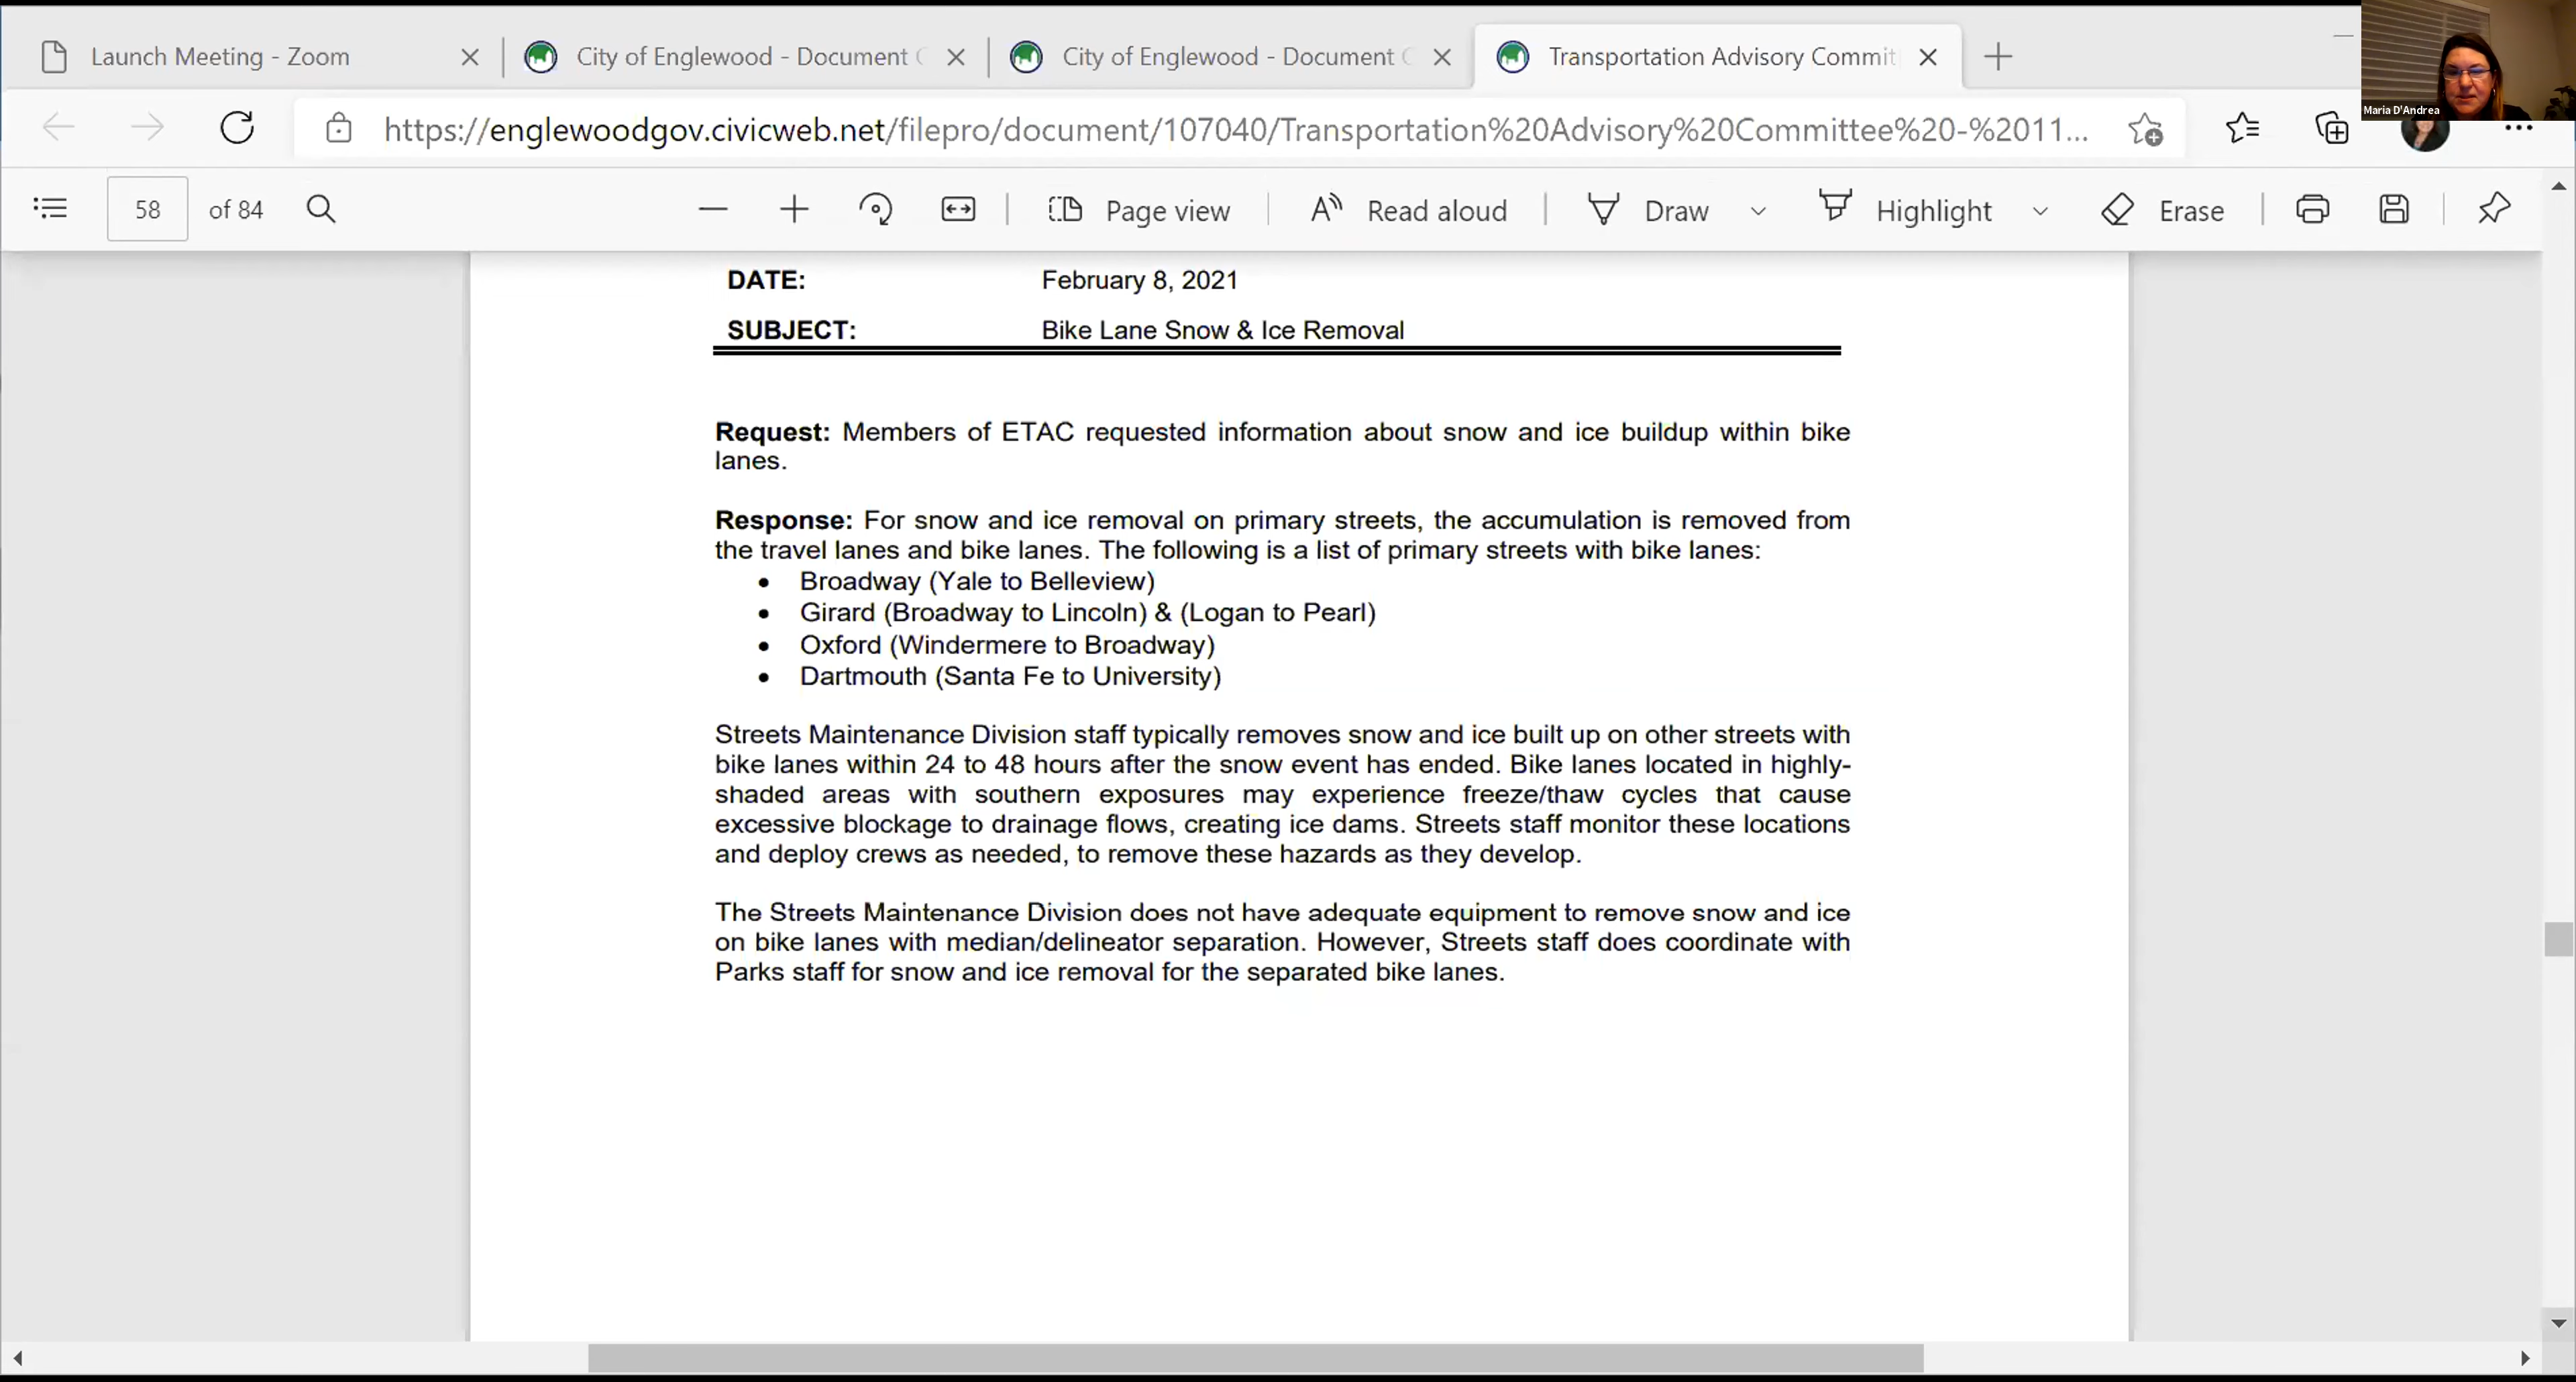 Launch Meeting - Zoom
City of Englewood - Document C
City of Englewood - Document C
Transportation Advisory Commit
Maria D'Andrea
https://englewoodgov.civicweb.net/filepro/document/107040/Transportation%20Advisory%20Committee%20-%2011...
58 of 84
Page view
Read aloud
Draw
Highlight
Erase
DATE: February 8, 2021
SUBJECT: Bike Lane Snow & Ice Removal
Request: Members of ETAC requested information about snow and ice buildup within bike
lanes.
Response: For snow and ice removal on primary streets, the accumulation is removed from
the travel lanes and bike lanes. The following is a list of primary streets with bike lanes:
• Broadway (Yale to Belleview)
• Girard (Broadway to Lincoln) & (Logan to Pearl)
• Oxford (Windermere to Broadway)
• Dartmouth (Santa Fe to University)
Streets Maintenance Division staff typically removes snow and ice built up on other streets with
bike lanes within 24 to 48 hours after the snow event has ended. Bike lanes located in highly-
shaded areas with southern exposures may experience freeze/thaw cycles that cause
excessive blockage to drainage flows, creating ice dams. Streets staff monitor these locations
and deploy crews as needed, to remove these hazards as they develop.
The Streets Maintenance Division does not have adequate equipment to remove snow and ice
on bike lanes with median/delineator separation. However, Streets staff does coordinate with
Parks staff for snow and ice removal for the separated bike lanes.